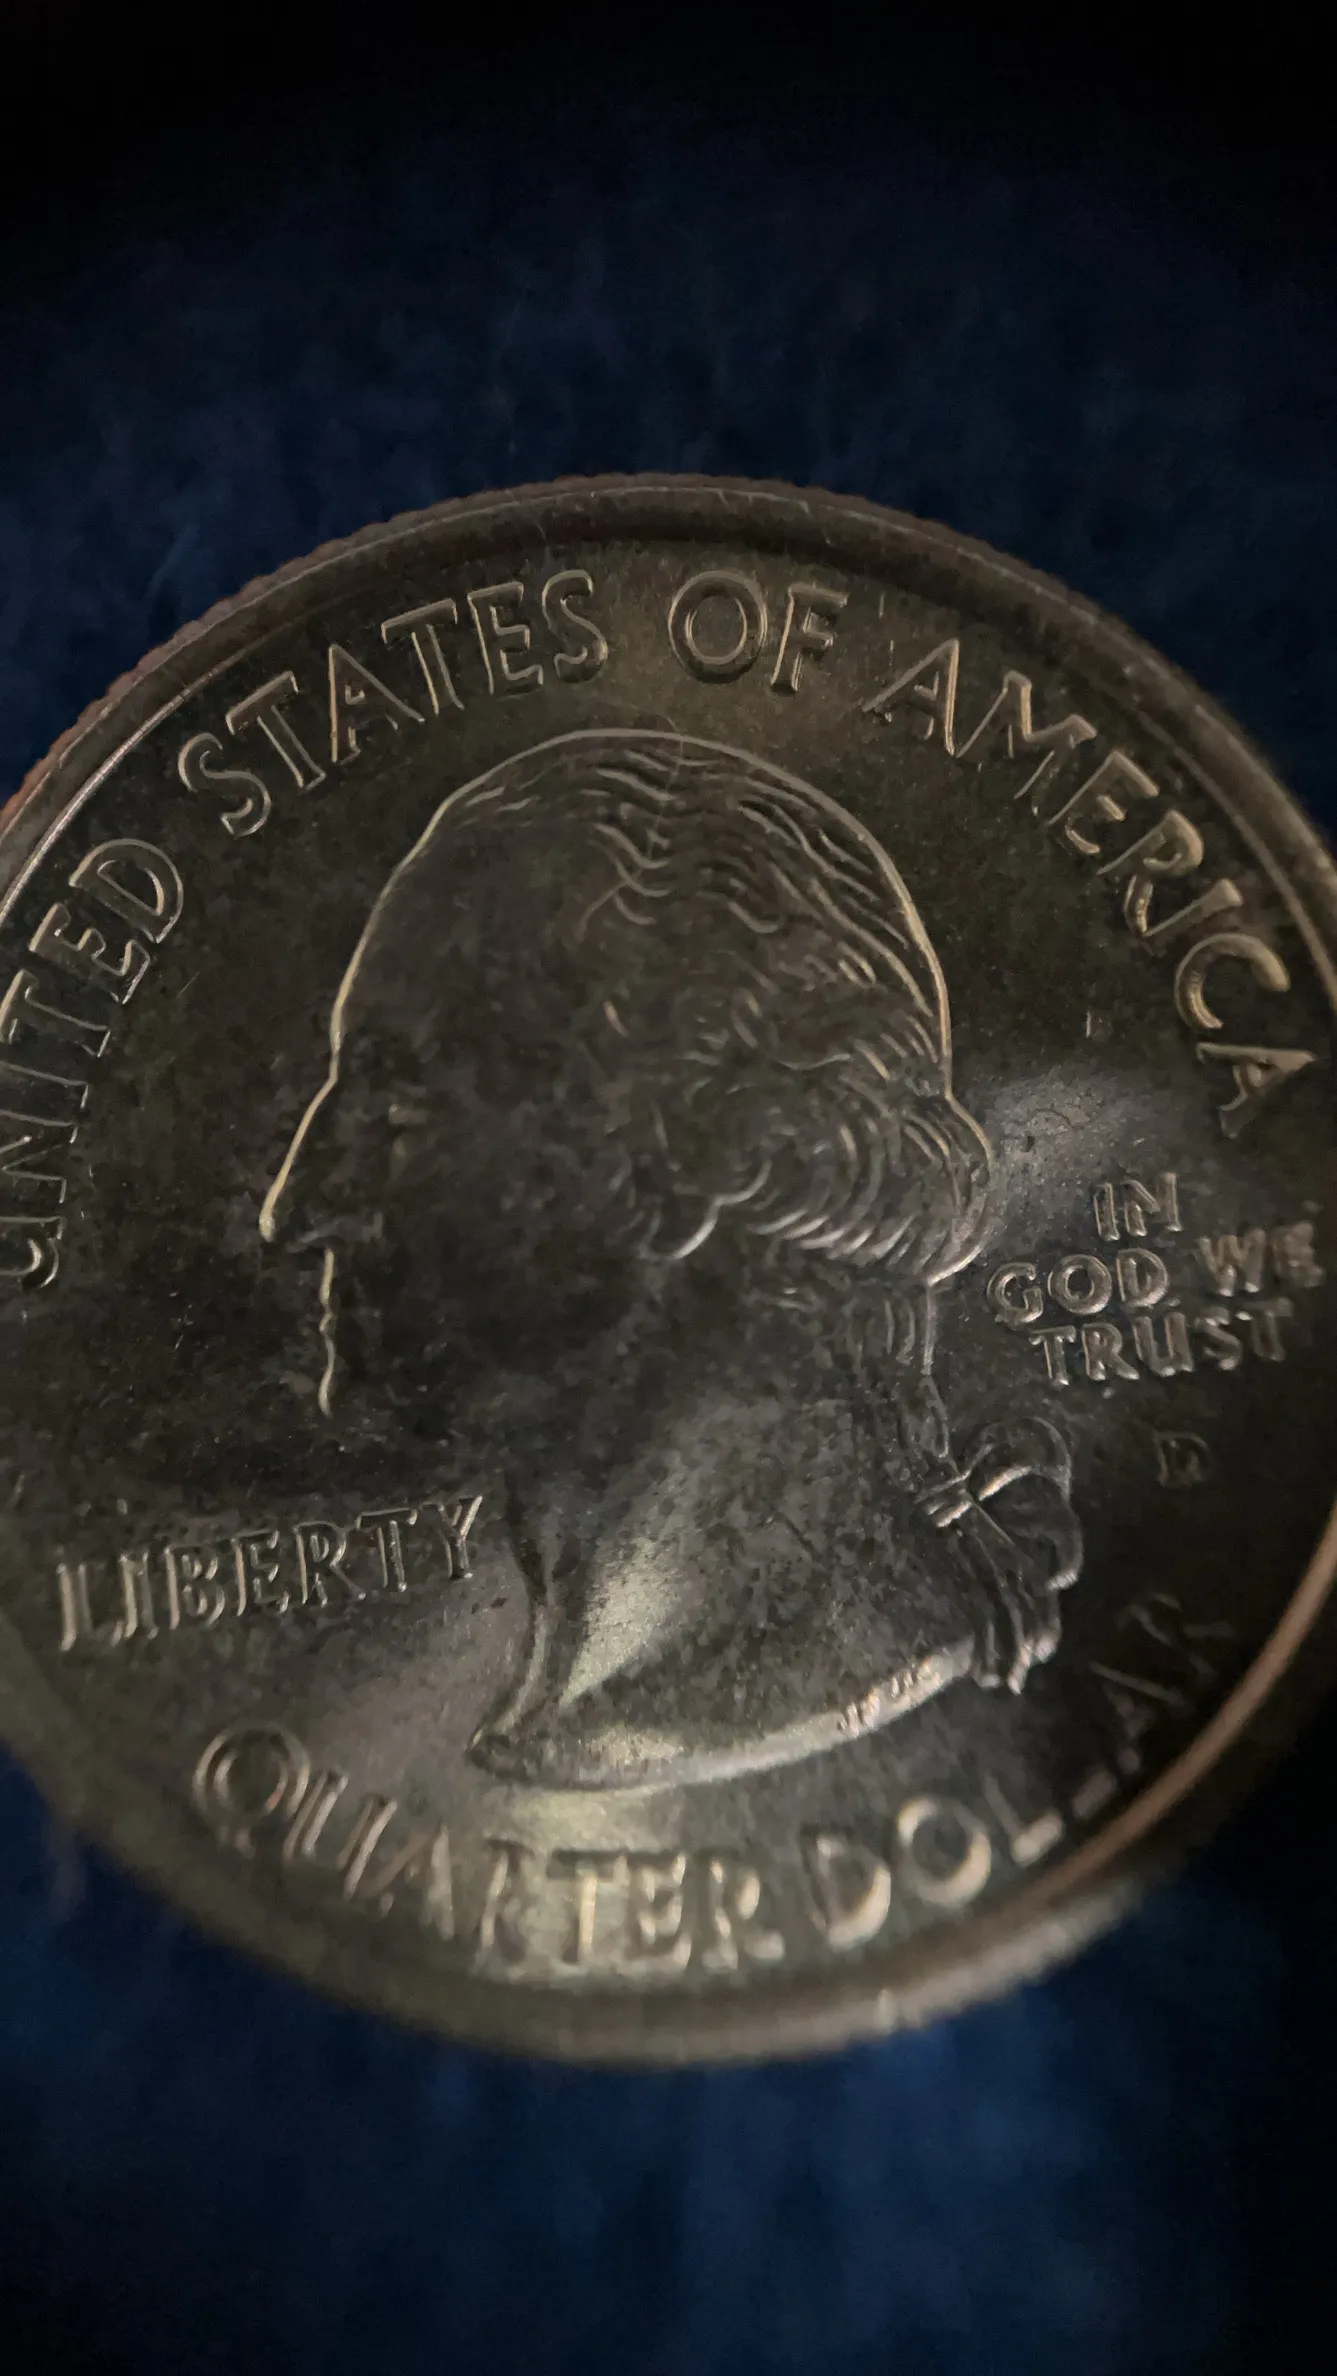 UNITED STATES OF AMERICA
IN
GOD WE
TRUST
D
LIBERTY
QUARTER DOLLAR